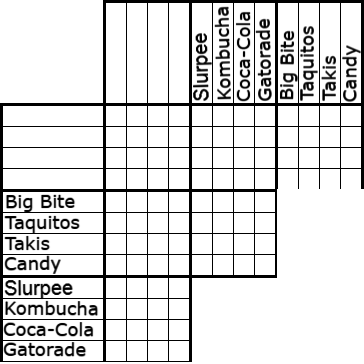 Slurpee
Kombucha
Coca-Cola
Gatorade
Big Bite
Taquitos
Takis
Candy
Big Bite
Taquitos
Takis
Candy
Slurpee
Kombucha
Coca-Cola
Gatorade